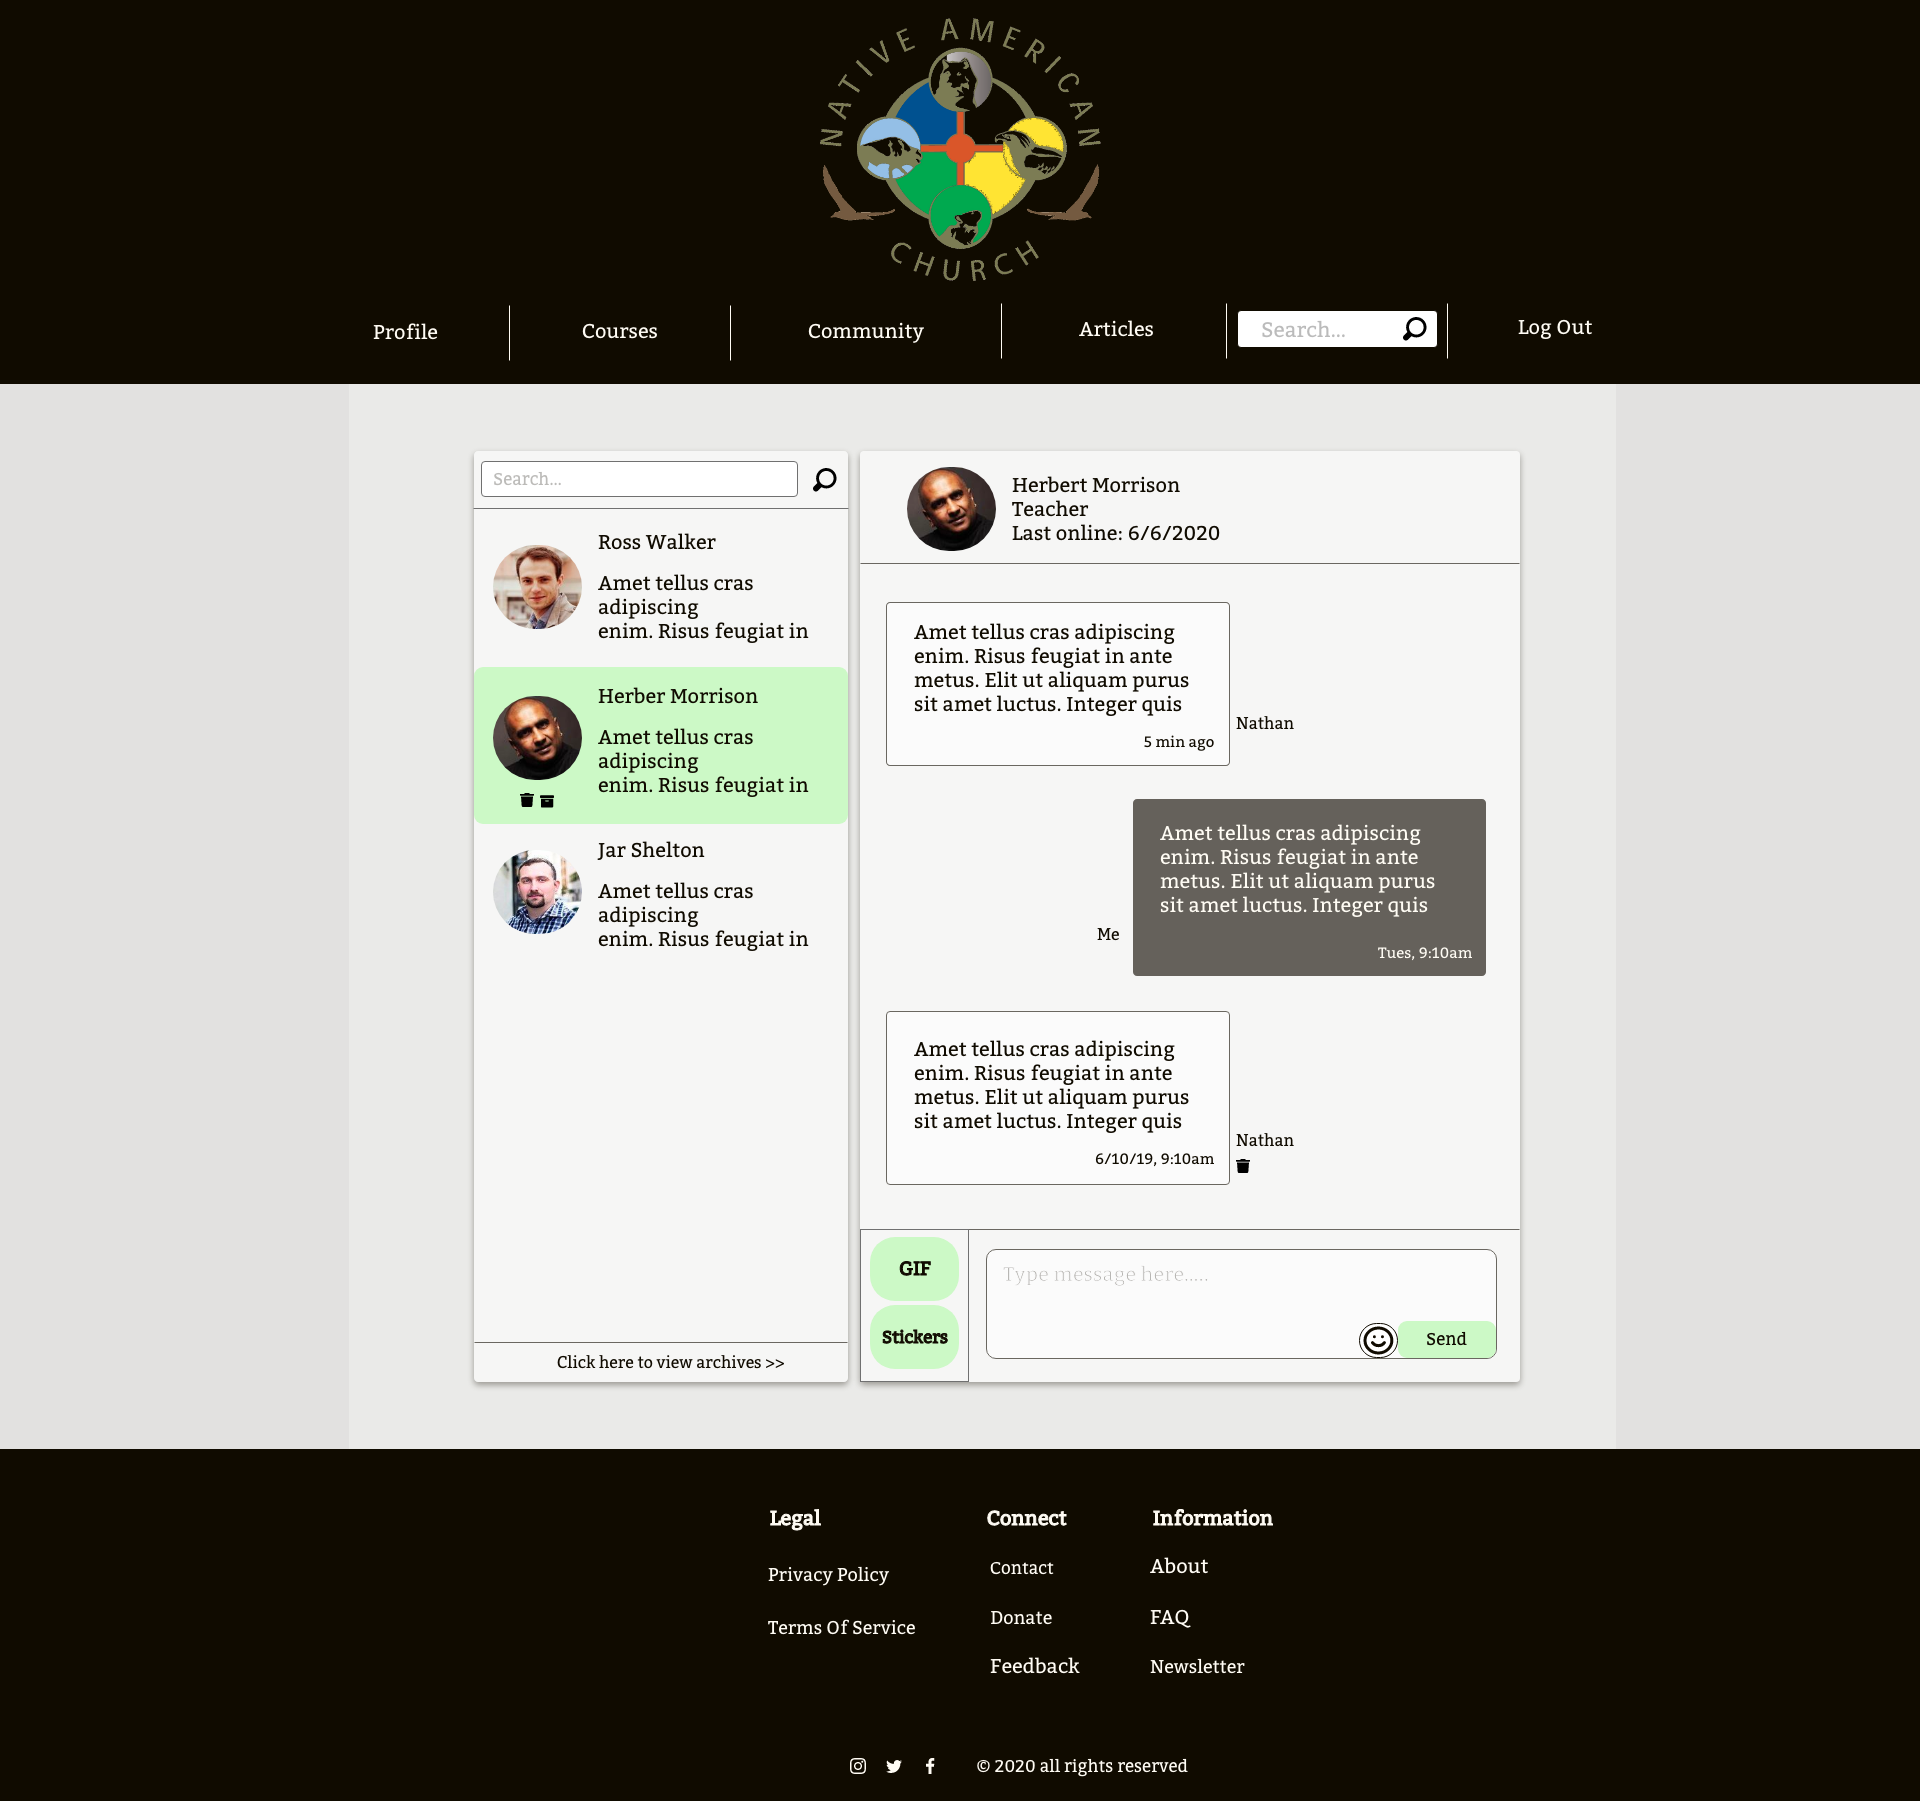 NATIVE AMERICAN
CHURCH
Profile
Courses
Community
Articles
Search...
Log Out
Search...
Ross Walker
Amet tellus cras
adipiscing
enim. Risus feugiat in
Herber Morrison
Amet tellus cras
adipiscing
enim. Risus feugiat in
Jar Shelton
Amet tellus cras
adipiscing
enim. Risus feugiat in
Click here to view archives >>
Herbert Morrison
Teacher
Last online: 6/6/2020
Amet tellus cras adipiscing
enim. Risus feugiat in ante
metus. Elit ut aliquam purus
sit amet luctus. Integer quis
5 min ago
Nathan
Amet tellus cras adipiscing
enim. Risus feugiat in ante
metus. Elit ut aliquam purus
sit amet luctus. Integer quis
Tues, 9:10am
Me
Amet tellus cras adipiscing
enim. Risus feugiat in ante
metus. Elit ut aliquam purus
sit amet luctus. Integer quis
6/10/19, 9:10am
Nathan
GIF
Stickers
Type message here.....
Send
Legal
Privacy Policy
Terms Of Service
Connect
Contact
Donate
Feedback
Information
About
FAQ
Newsletter
© 2020 all rights reserved